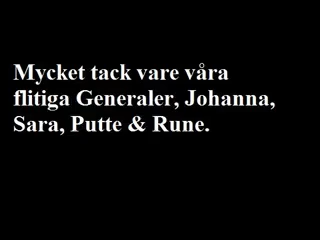 Mycket tack vare våra
flitiga Generaler, Johanna,
Sara, Putte & Rune.